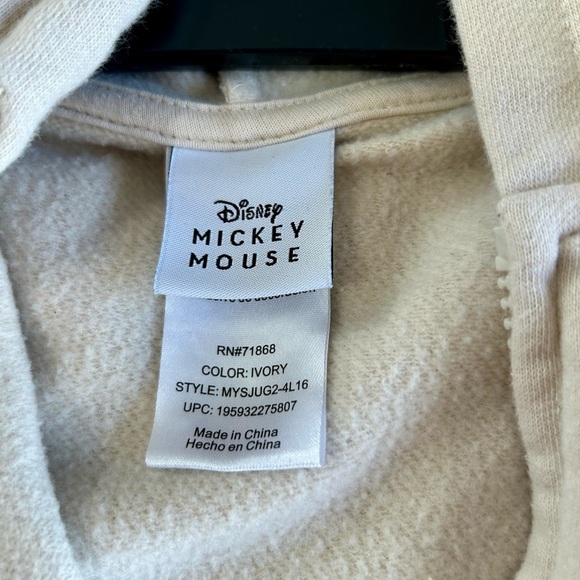 Disney
MICKEY
MOUSE
RN#71868
COLOR: IVORY
STYLE: MYSJUG2-4L16
UPC: 195932275807
Made in China
Hecho en China